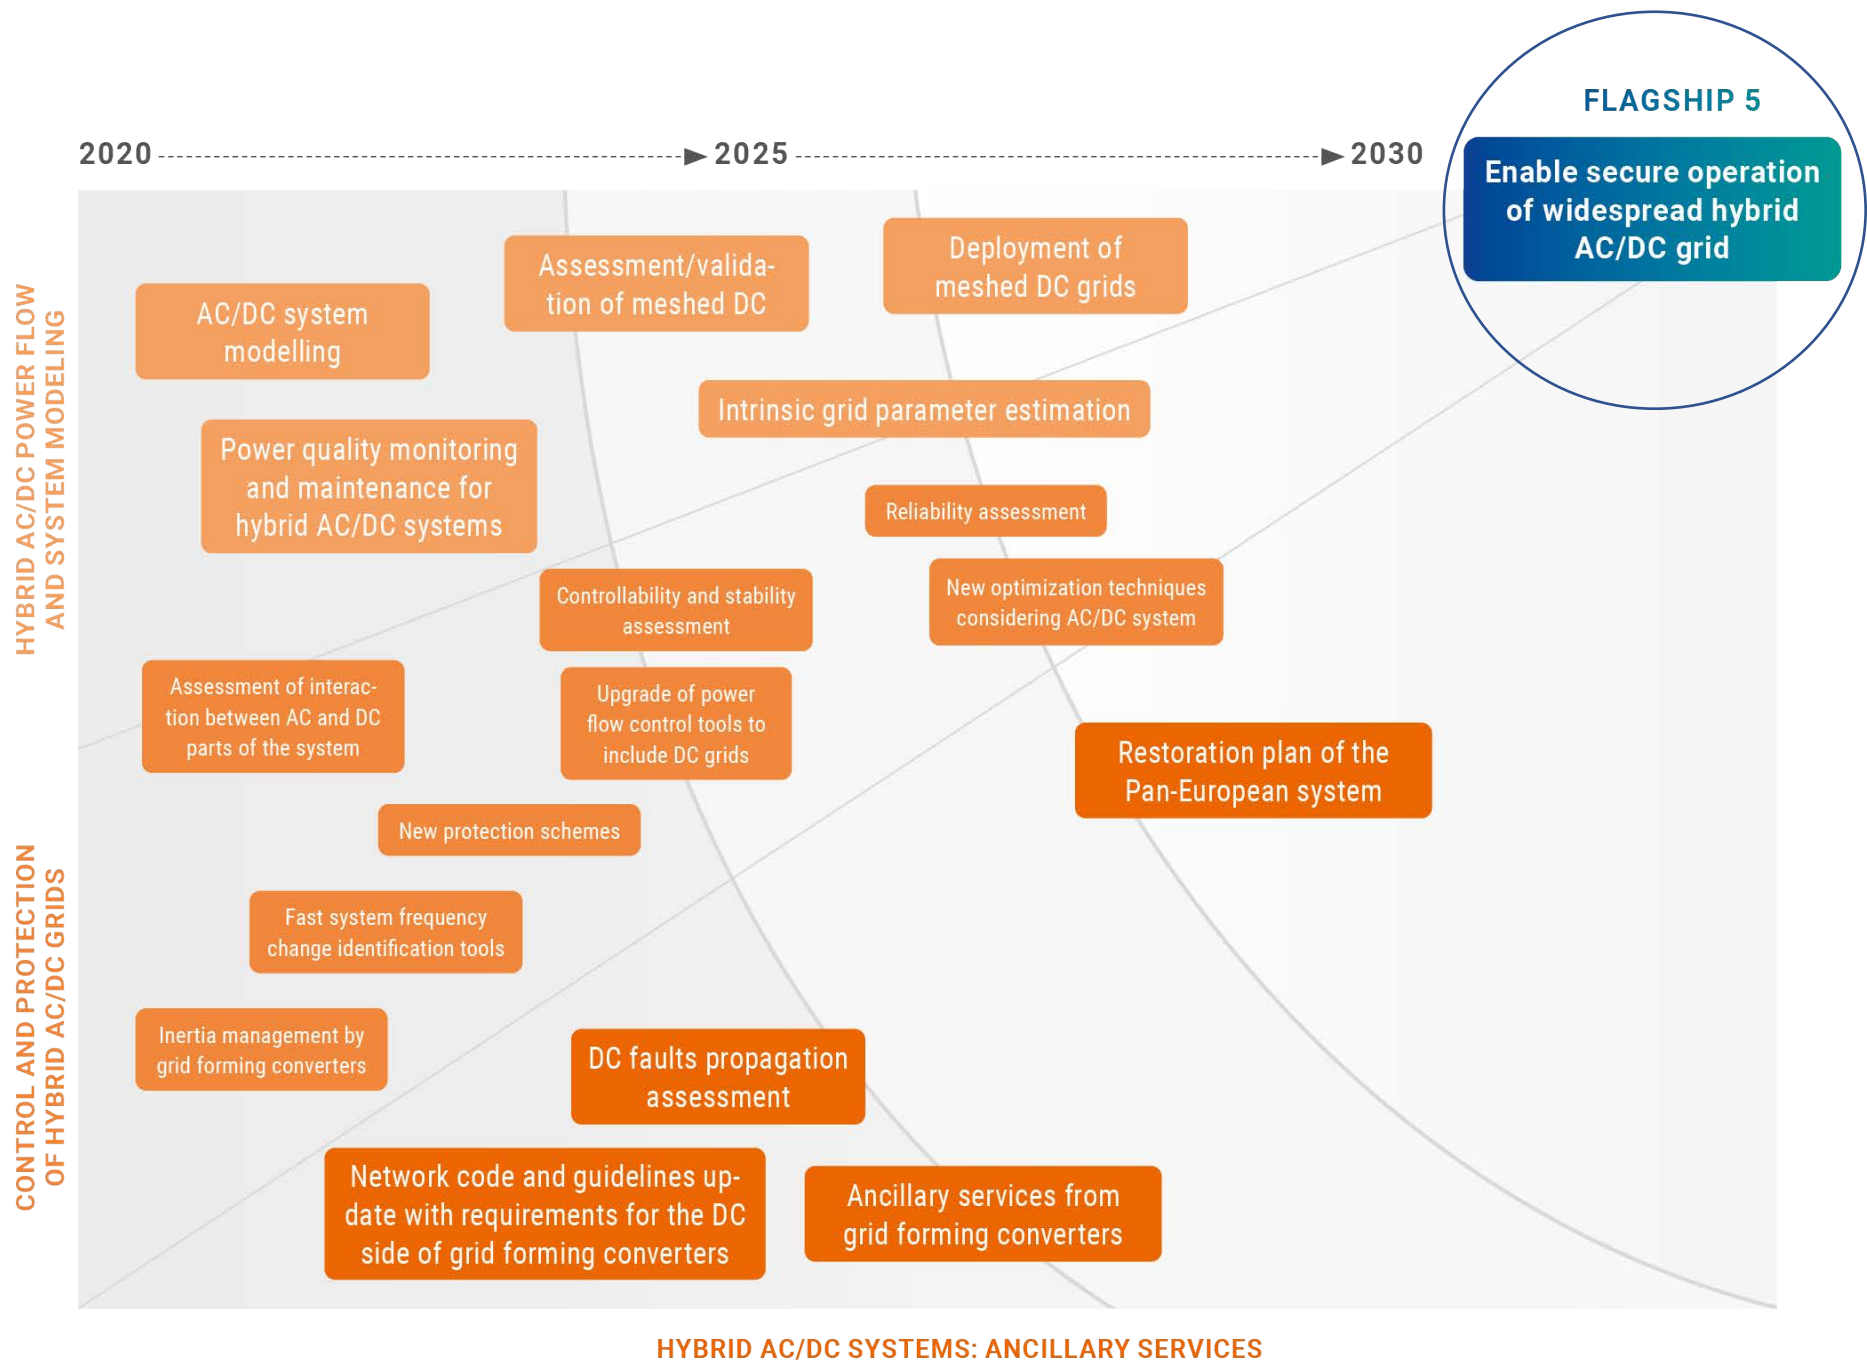 FLAGSHIP 5
Enable secure operation
of widespread hybrid
AC/DC grid
2020
2025
2030
HYBRID AC/DC POWER FLOW
AND SYSTEM MODELING
AC/DC system
modelling
Assessment/valida-
tion of meshed DC
Deployment of
meshed DC grids
Power quality monitoring
and maintenance for
hybrid AC/DC systems
Intrinsic grid parameter estimation
Reliability assessment
Controllability and stability
assessment
New optimization techniques
considering AC/DC system
Assessment of interac-
tion between AC and DC
parts of the system
Upgrade of power
flow control tools to
include DC grids
Restoration plan of the
Pan-European system
New protection schemes
CONTROL AND PROTECTION
OF HYBRID AC/DC GRIDS
Fast system frequency
change identification tools
Inertia management by
grid forming converters
DC faults propagation
assessment
Network code and guidelines up-
date with requirements for the DC
side of grid forming converters
Ancillary services from
grid forming converters
HYBRID AC/DC SYSTEMS: ANCILLARY SERVICES